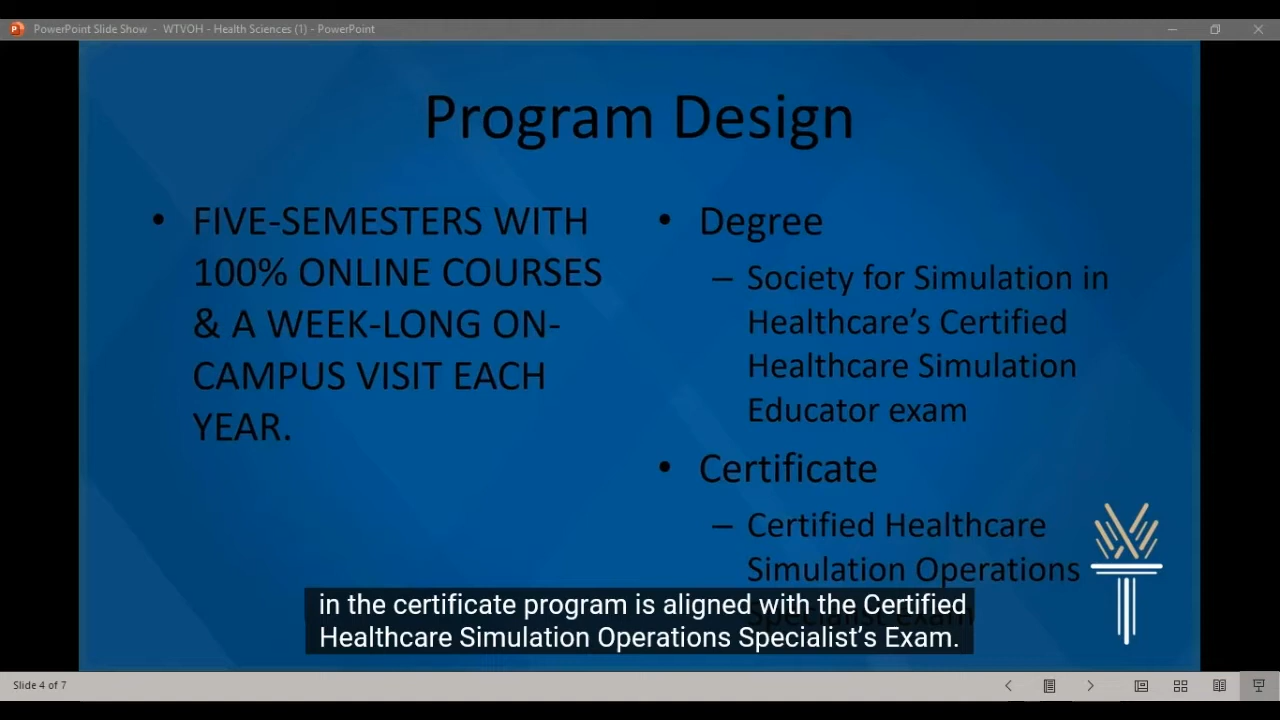 PowerPoint Slide Show - WTVOH - Health Sciences (1) - PowerPoint
Program Design
• FIVE-SEMESTERS WITH
100% ONLINE COURSES
& A WEEK-LONG ON-
CAMPUS VISIT EACH
YEAR.
• Degree
– Society for Simulation in
Healthcare’s Certified
Healthcare Simulation
Educator exam
• Certificate
– Certified Healthcare
Simulation Operations
Specialist exam
in the certificate program is aligned with the Certified
Healthcare Simulation Operations Specialist’s Exam.
Slide 4 of 7